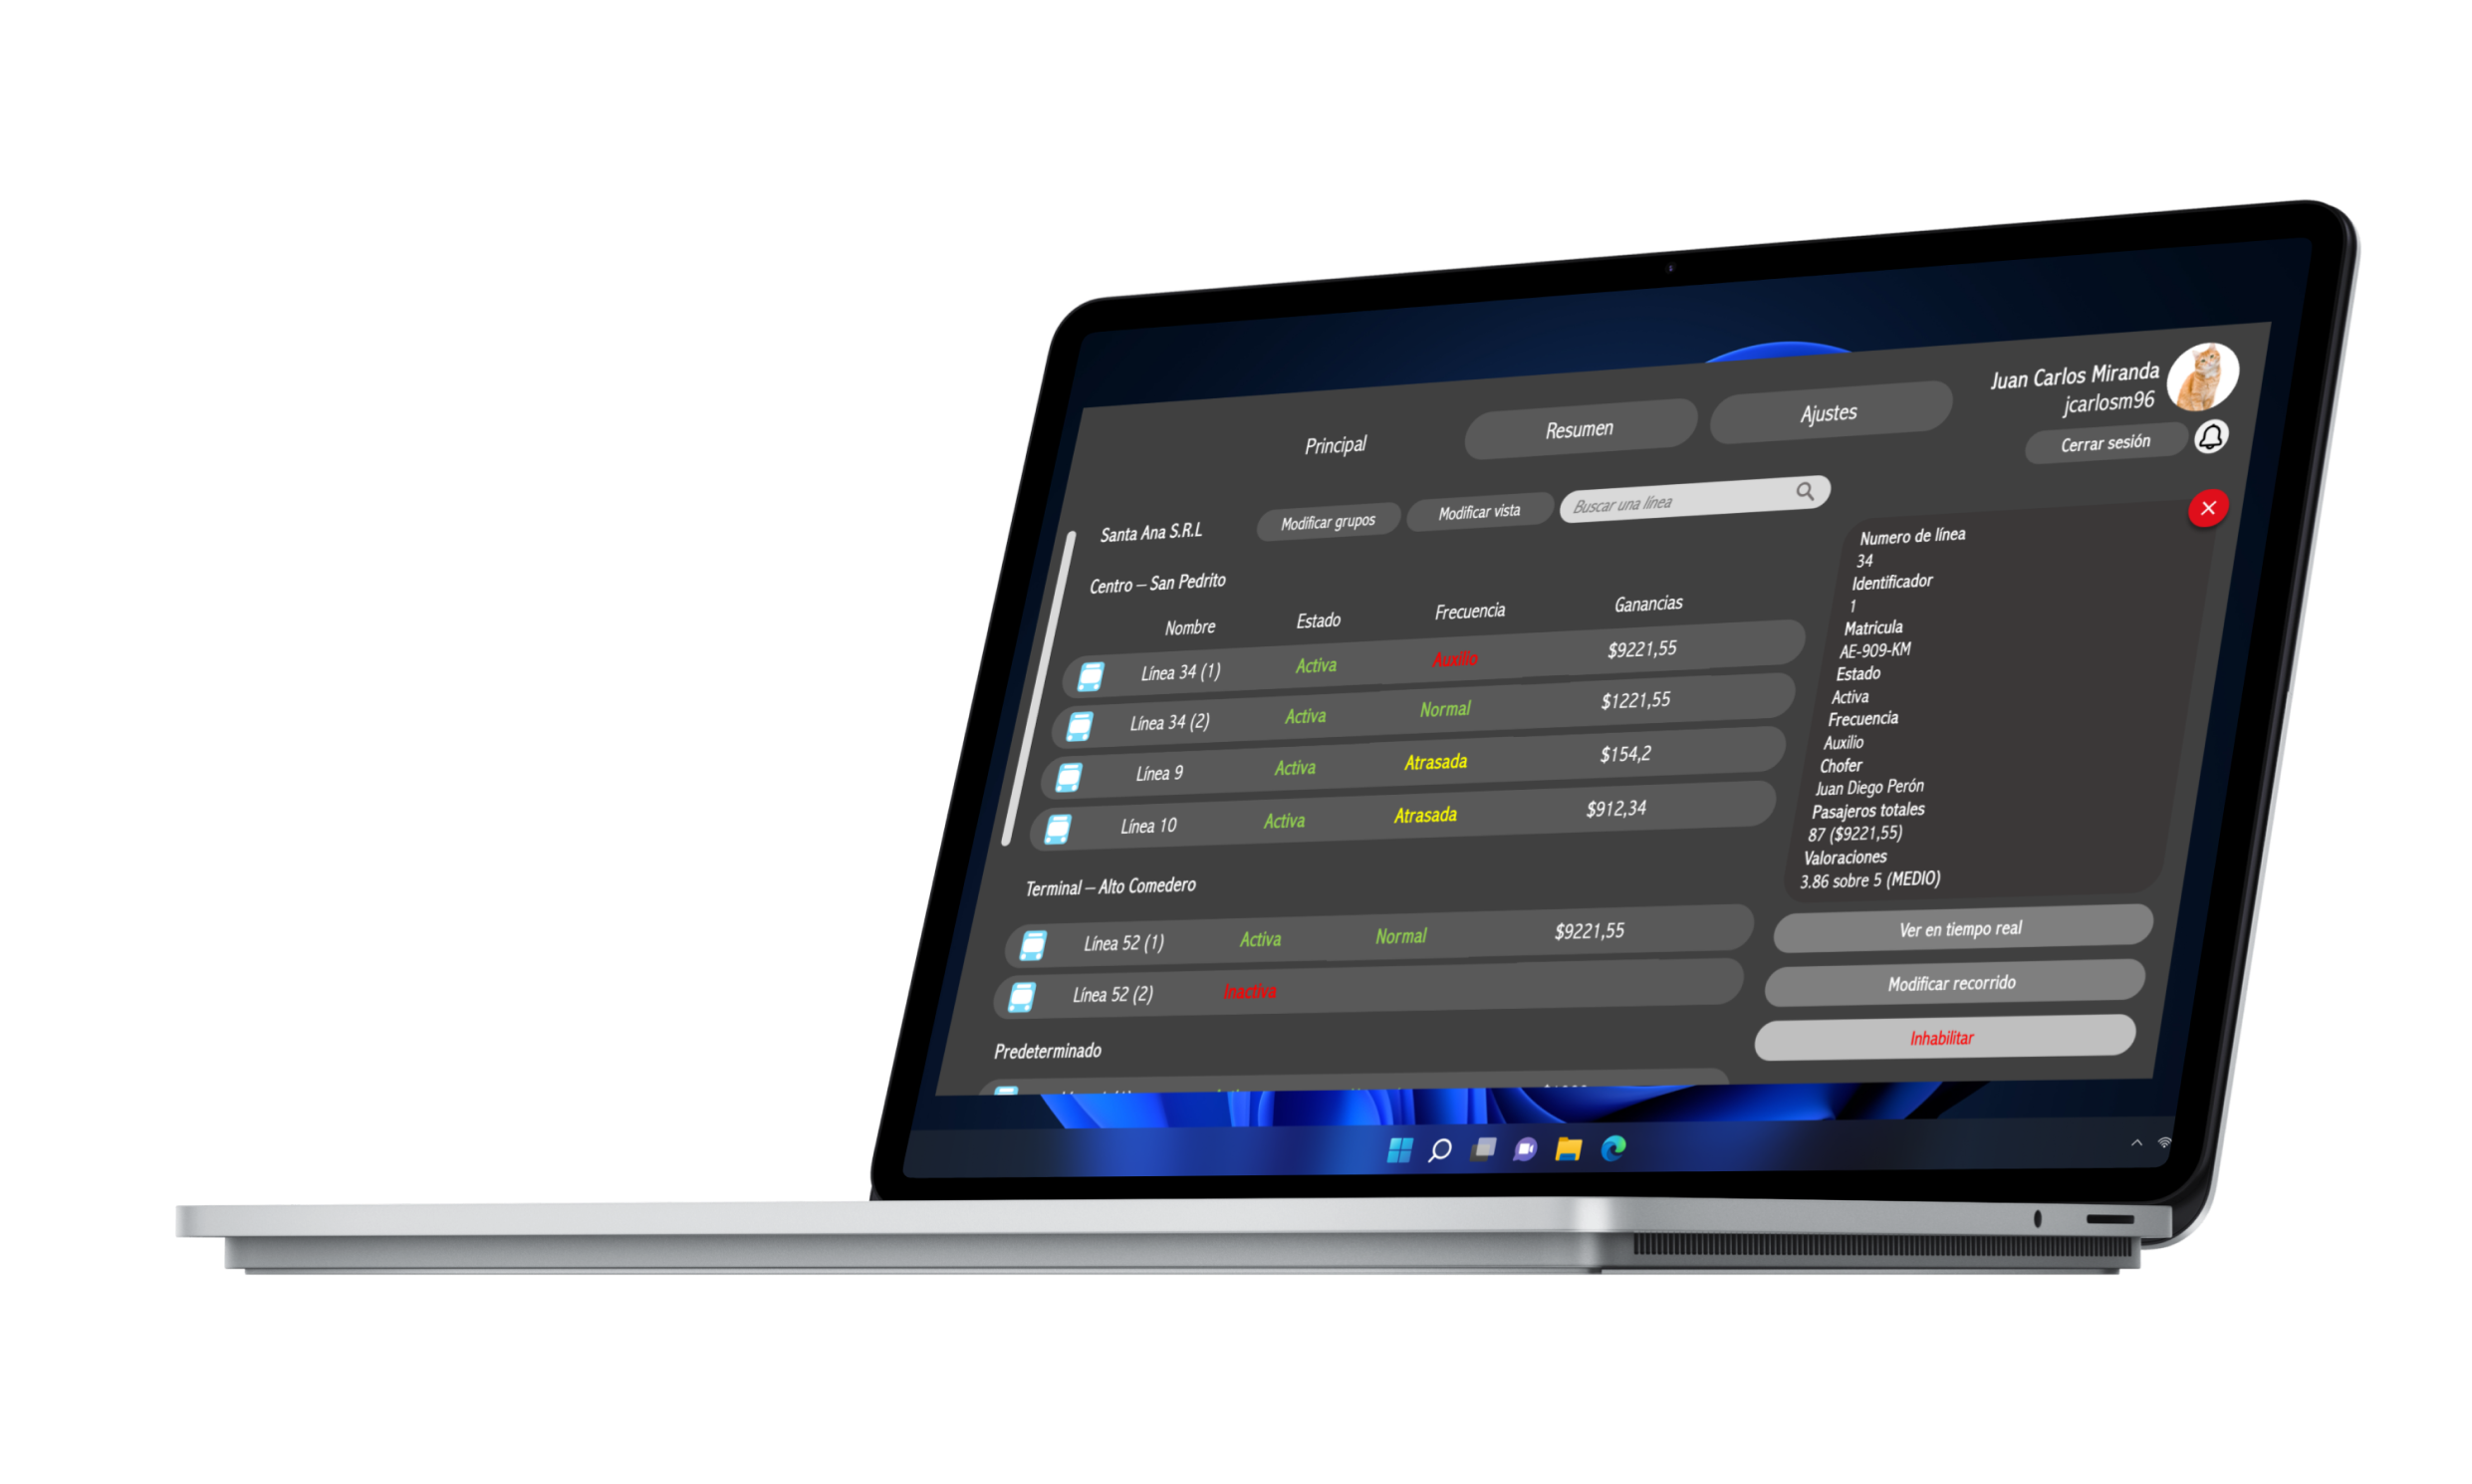 Juan Carlos Miranda
jcarlosm96
Principal
Resumen
Ajustes
Cerrar sesión
Santa Ana S.R.L
Modificar grupos
Modificar vista
Buscar una línea
Centro – San Pedrito
Nombre Estado Frecuencia Ganancias
Línea 34 (1) Activa Auxilio $9221,55
Línea 34 (2) Activa Normal $1221,55
Línea 9 Activa Atrasada $154,2
Línea 10 Activa Atrasada $912,34
Terminal – Alto Comedero
Línea 52 (1) Activa Normal $9221,55
Línea 52 (2) Inactiva
Predeterminado
Numero de línea
34
Identificador
1
Matricula
AE-909-KM
Estado
Activa
Frecuencia
Auxilio
Chofer
Juan Diego Perón
Pasajeros totales
87 ($9221,55)
Valoraciones
3.86 sobre 5 (MEDIO)
Ver en tiempo real
Modificar recorrido
Inhabilitar